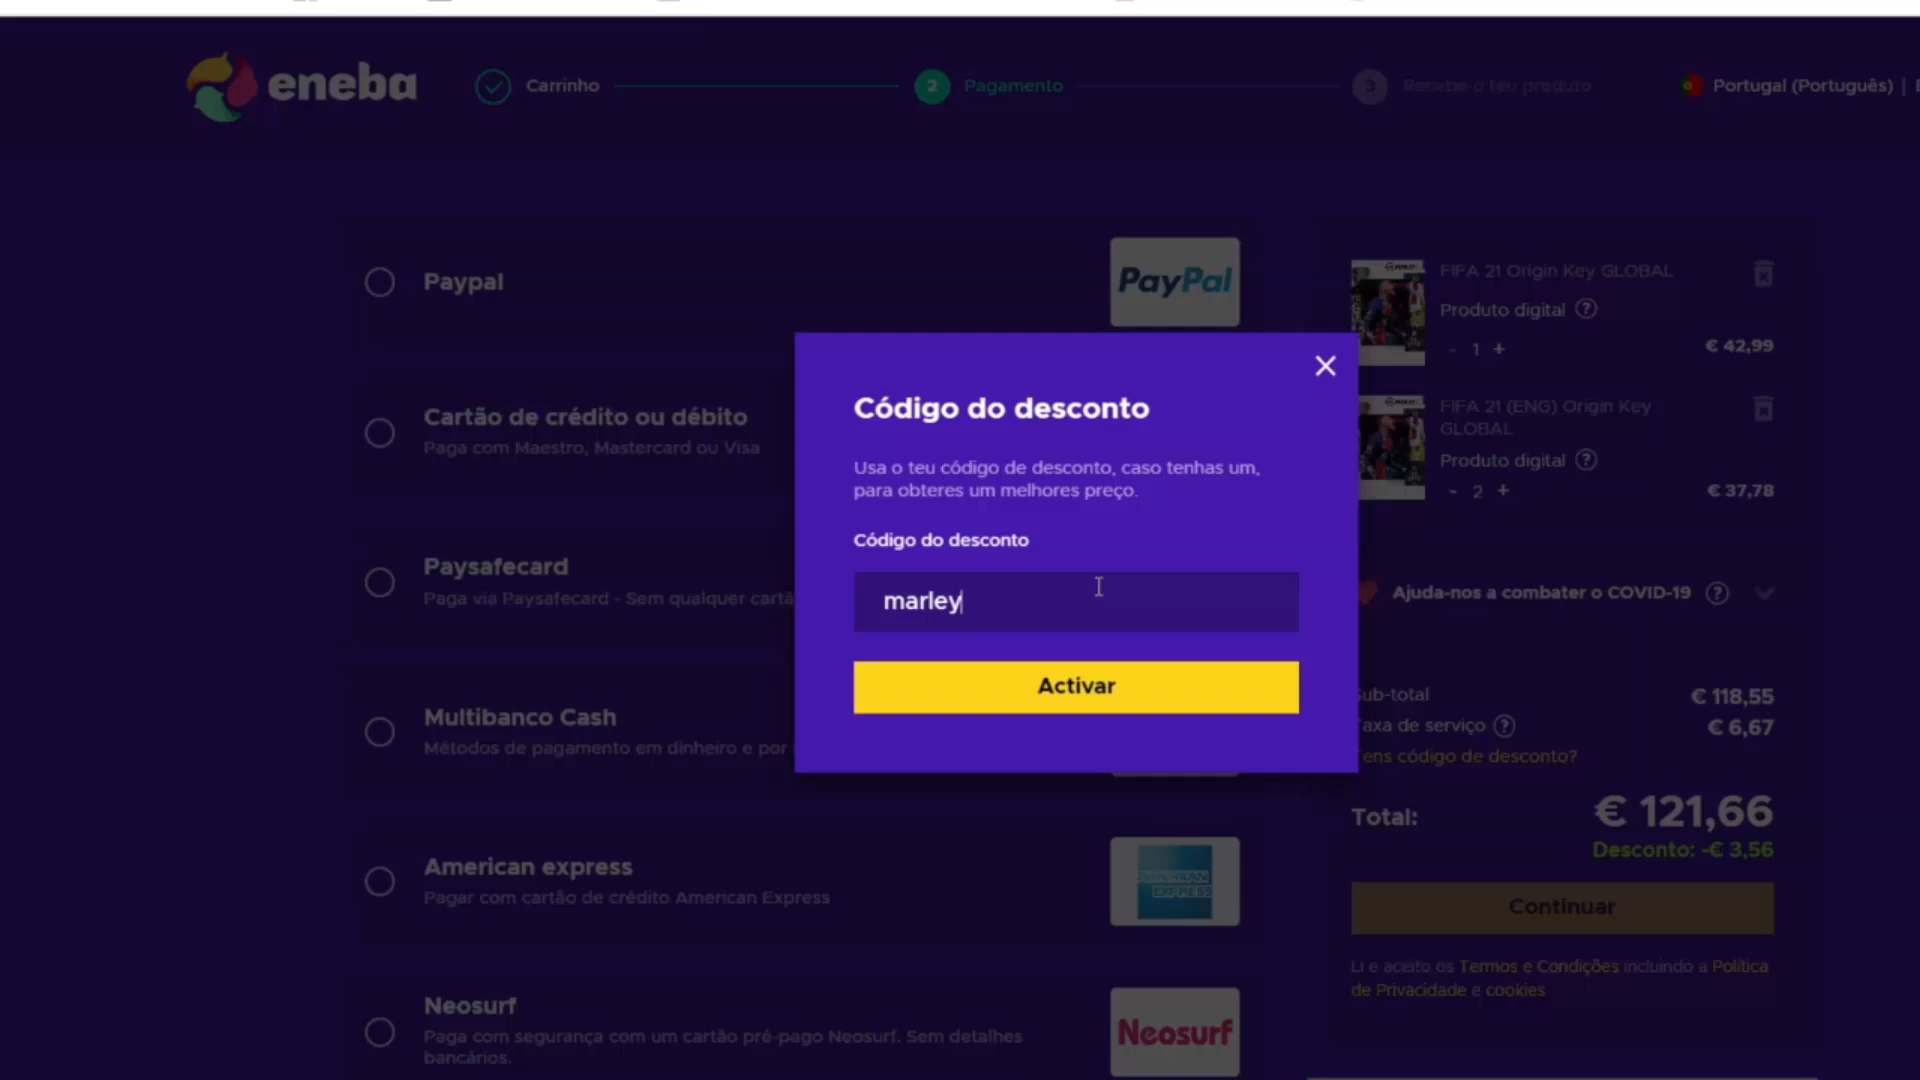 eneba
Carrinho
2
Pagamento
3
Recebe o teu produto
Portugal (Português) |
Paypal
PayPal
Cartão de crédito ou débito
Paga com Maestro, Mastercard ou Visa
Paysafecard
Paga via Paysafecard - Sem qualquer cartã
Multibanco Cash
Métodos de pagamento em dinheiro e por
American express
Pagar com cartão de crédito American Express
AMERICAN
EXPRESS
Neosurf
Paga com segurança com um cartão pré-pago Neosurf. Sem detalhes
bancários.
Neosurf
Código do desconto
Usa o teu código de desconto, caso tenhas um,
para obteres um melhores preço.
Código do desconto
marley
Activar
FIFA 21 Origin Key GLOBAL
Produto digital ?
- 1 +
€ 42,99
FIFA 21 (ENG) Origin Key
GLOBAL
Produto digital ?
- 2 +
€ 37,78
Ajuda-nos a combater o COVID-19 ?
ub-total
€ 118,55
axa de serviço ?
€ 6,67
ens código de desconto?
Total:
€ 121,66
Desconto: -€ 3,56
Continuar
Li e aceito os Termos e Condições incluindo a Política
de Privacidade e cookies